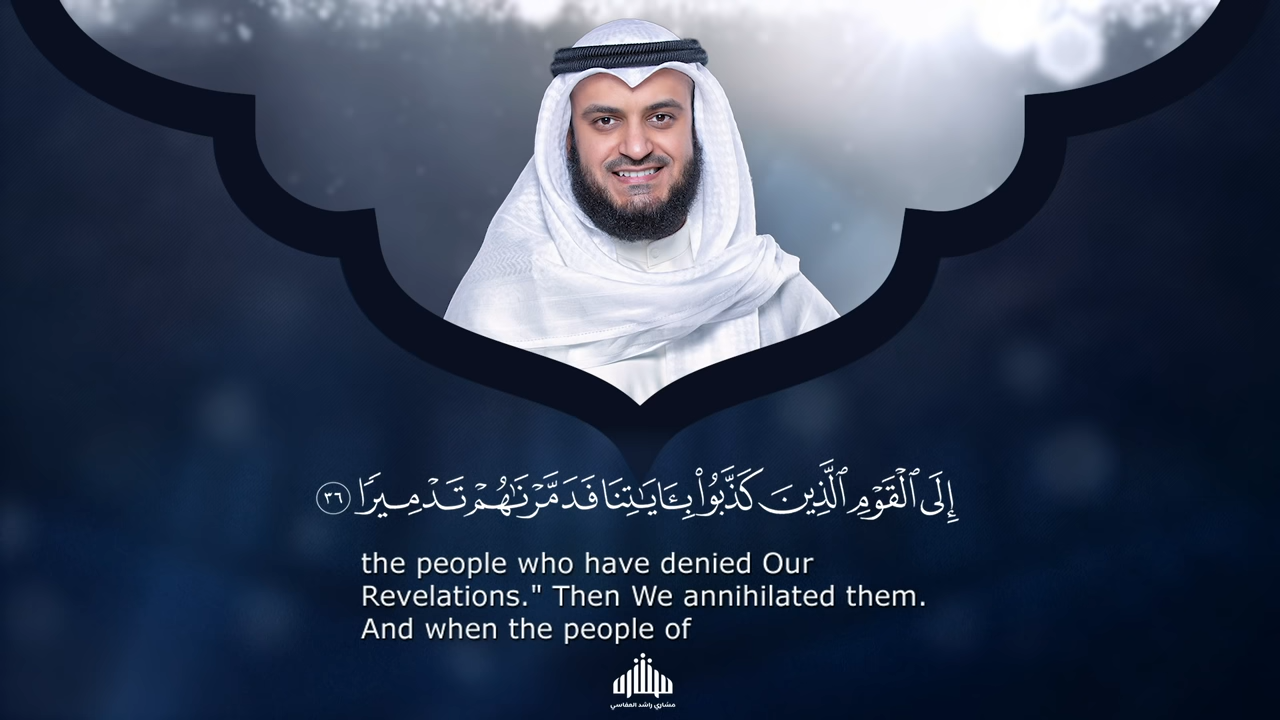 إِلَى ٱلْقَوْمِ ٱلَّذِينَ كَذَّبُوا۟ بِـَٔايَـٰتِنَا فَدَمَّرْنَـٰهُمْ تَدْمِيرًا ٣٦
the people who have denied Our
Revelations." Then We annihilated them.
And when the people of
مشاري راشد العفاسي